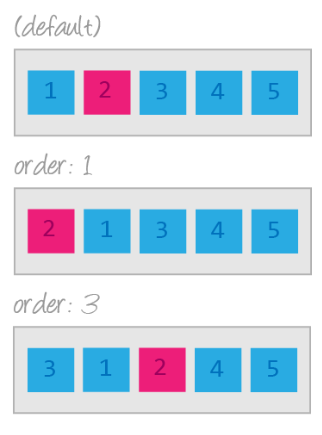 (default)
1 2 3 4 5
order: 1
2 1 3 4 5
order: 3
3 1 2 4 5